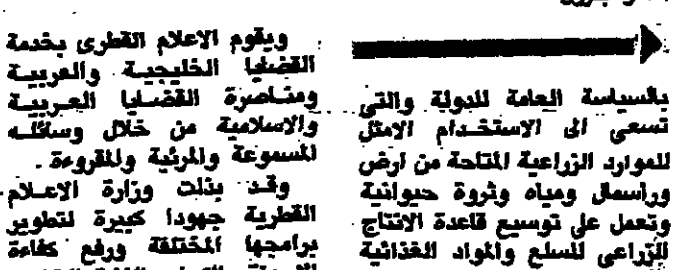 بالسياسة العامة للدولة والتى
تسعى الى الاستخدام الامثل
للموارد الزراعية المتاحة من ارض
وراسمال ومياه وثروة حيوانية
وتعمل على توسيع قاعدة الانتاج
الزراعى للسلع والمواد الغذائية
ويقوم الاعلام القطرى بخدمة
القضايا الخليجية والعربية
ومناصرة القضايا العربية
والاسلامية من خلال وسائله
المسموعة والمرئية والمقروءة .
وقد بذلت وزارة الاعلام
القطرية جهودا كبيرة لتطوير
برامجها المختلفة ورفع كفاءة